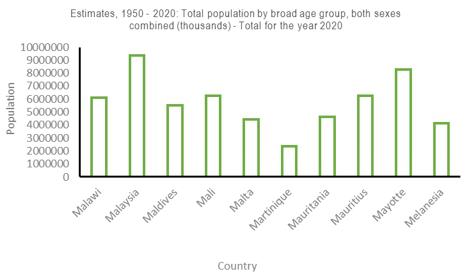 Estimates, 1950 - 2020: Total population by broad age group, both sexes
combined (thousands) - Total for the year 2020
10000000
9000000
8000000
7000000
6000000
5000000
4000000
3000000
2000000
1000000
0
Population
Malawi
Malaysia
Maldives
Mali
Malta
Martinique
Mauritania
Mauritius
Mayotte
Melanesia
Country